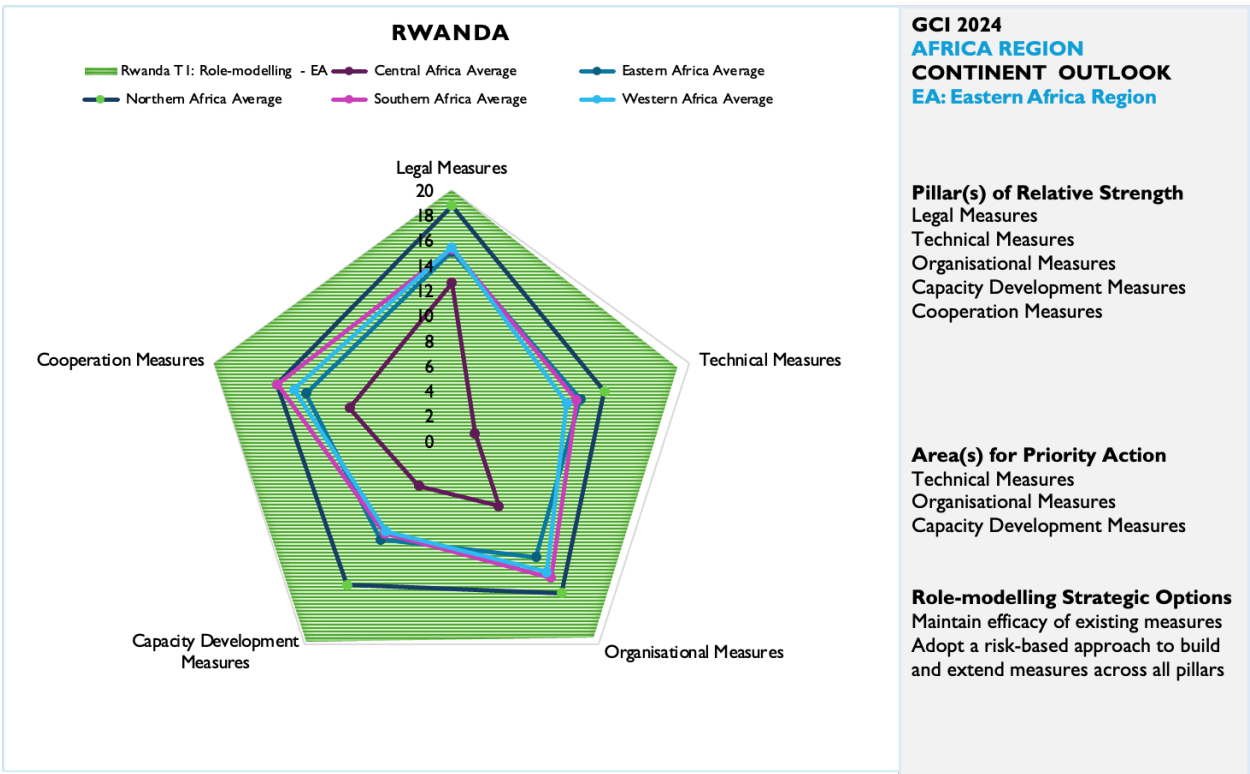 RWANDA
Rwanda T1: Role-modelling - EA
Central Africa Average
Eastern Africa Average
Northern Africa Average
Southern Africa Average
Western Africa Average
Legal Measures
20
18
16
14
12
10
8
6
4
2
0
Cooperation Measures
Technical Measures
Capacity Development
Measures
Organisational Measures
GCI 2024
AFRICA REGION
CONTINENT OUTLOOK
EA: Eastern Africa Region
Pillar(s) of Relative Strength
Legal Measures
Technical Measures
Organisational Measures
Capacity Development Measures
Cooperation Measures
Area(s) for Priority Action
Technical Measures
Organisational Measures
Capacity Development Measures
Role-modelling Strategic Options
Maintain efficacy of existing measures
Adopt a risk-based approach to build
and extend measures across all pillars